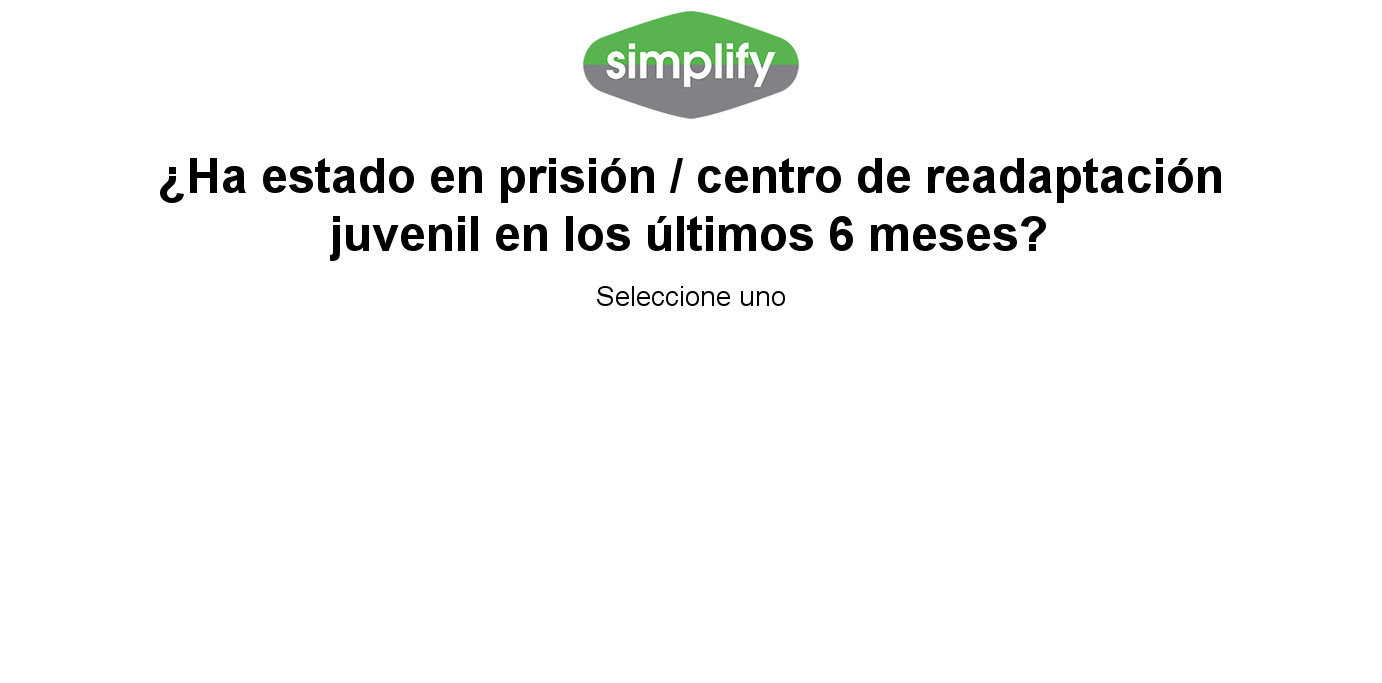 simplify
¿Ha estado en prisión / centro de readaptación
juvenil en los últimos 6 meses?
Seleccione uno